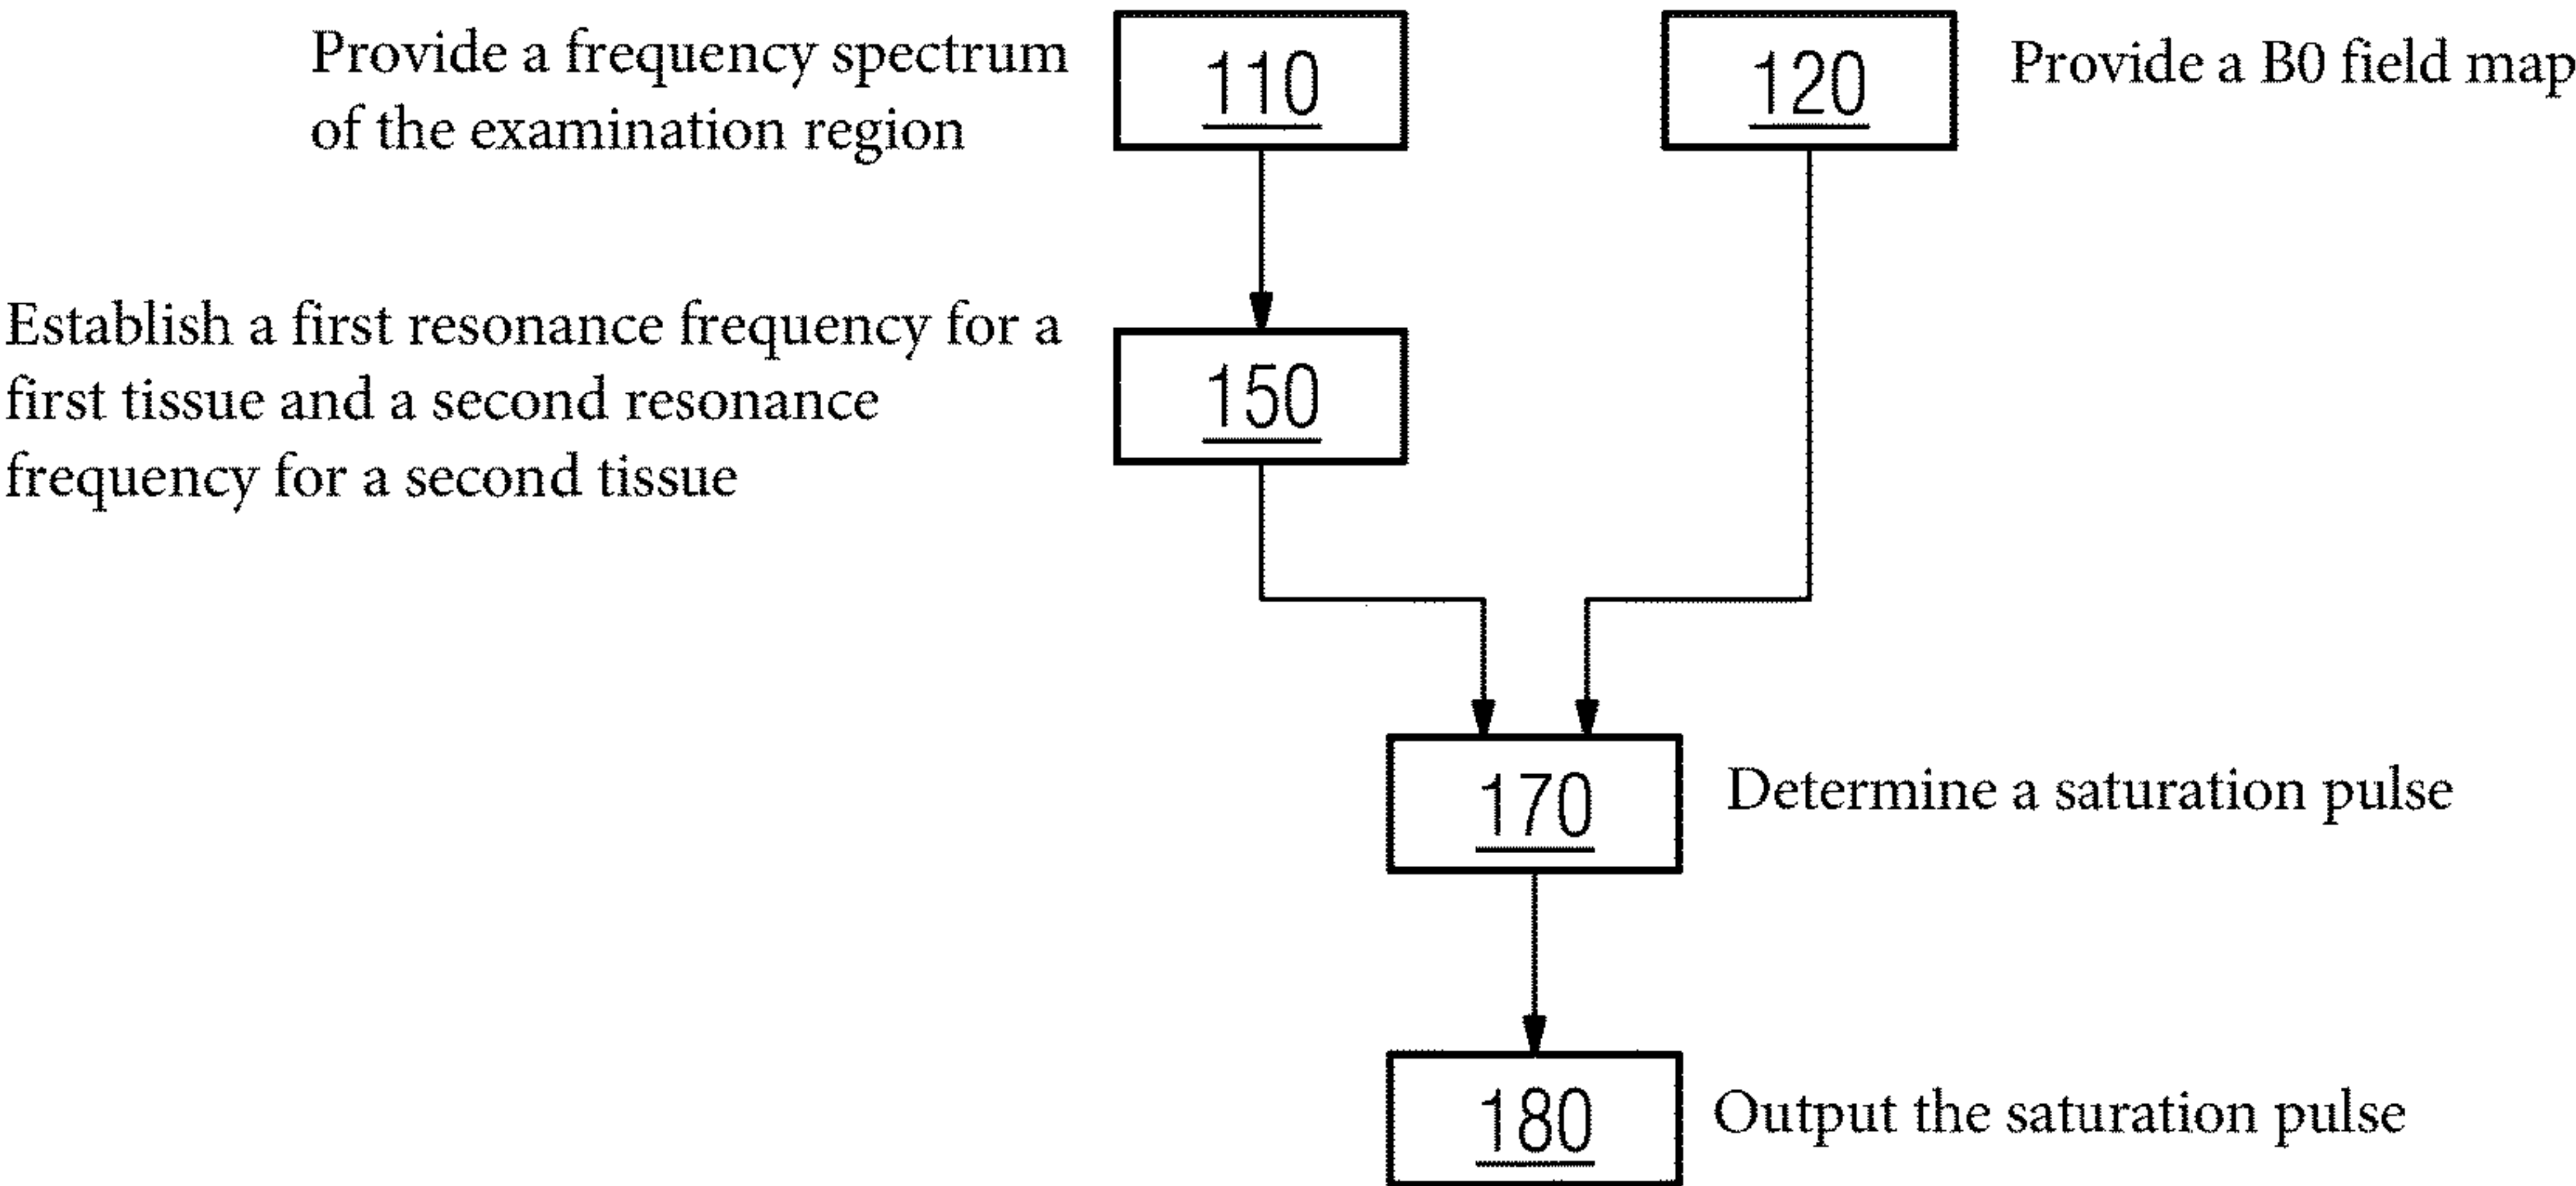 Provide a frequency spectrum
of the examination region
110
120
Provide a B0 field map
Establish a first resonance frequency for a
first tissue and a second resonance
frequency for a second tissue
150
170
Determine a saturation pulse
180
Output the saturation pulse